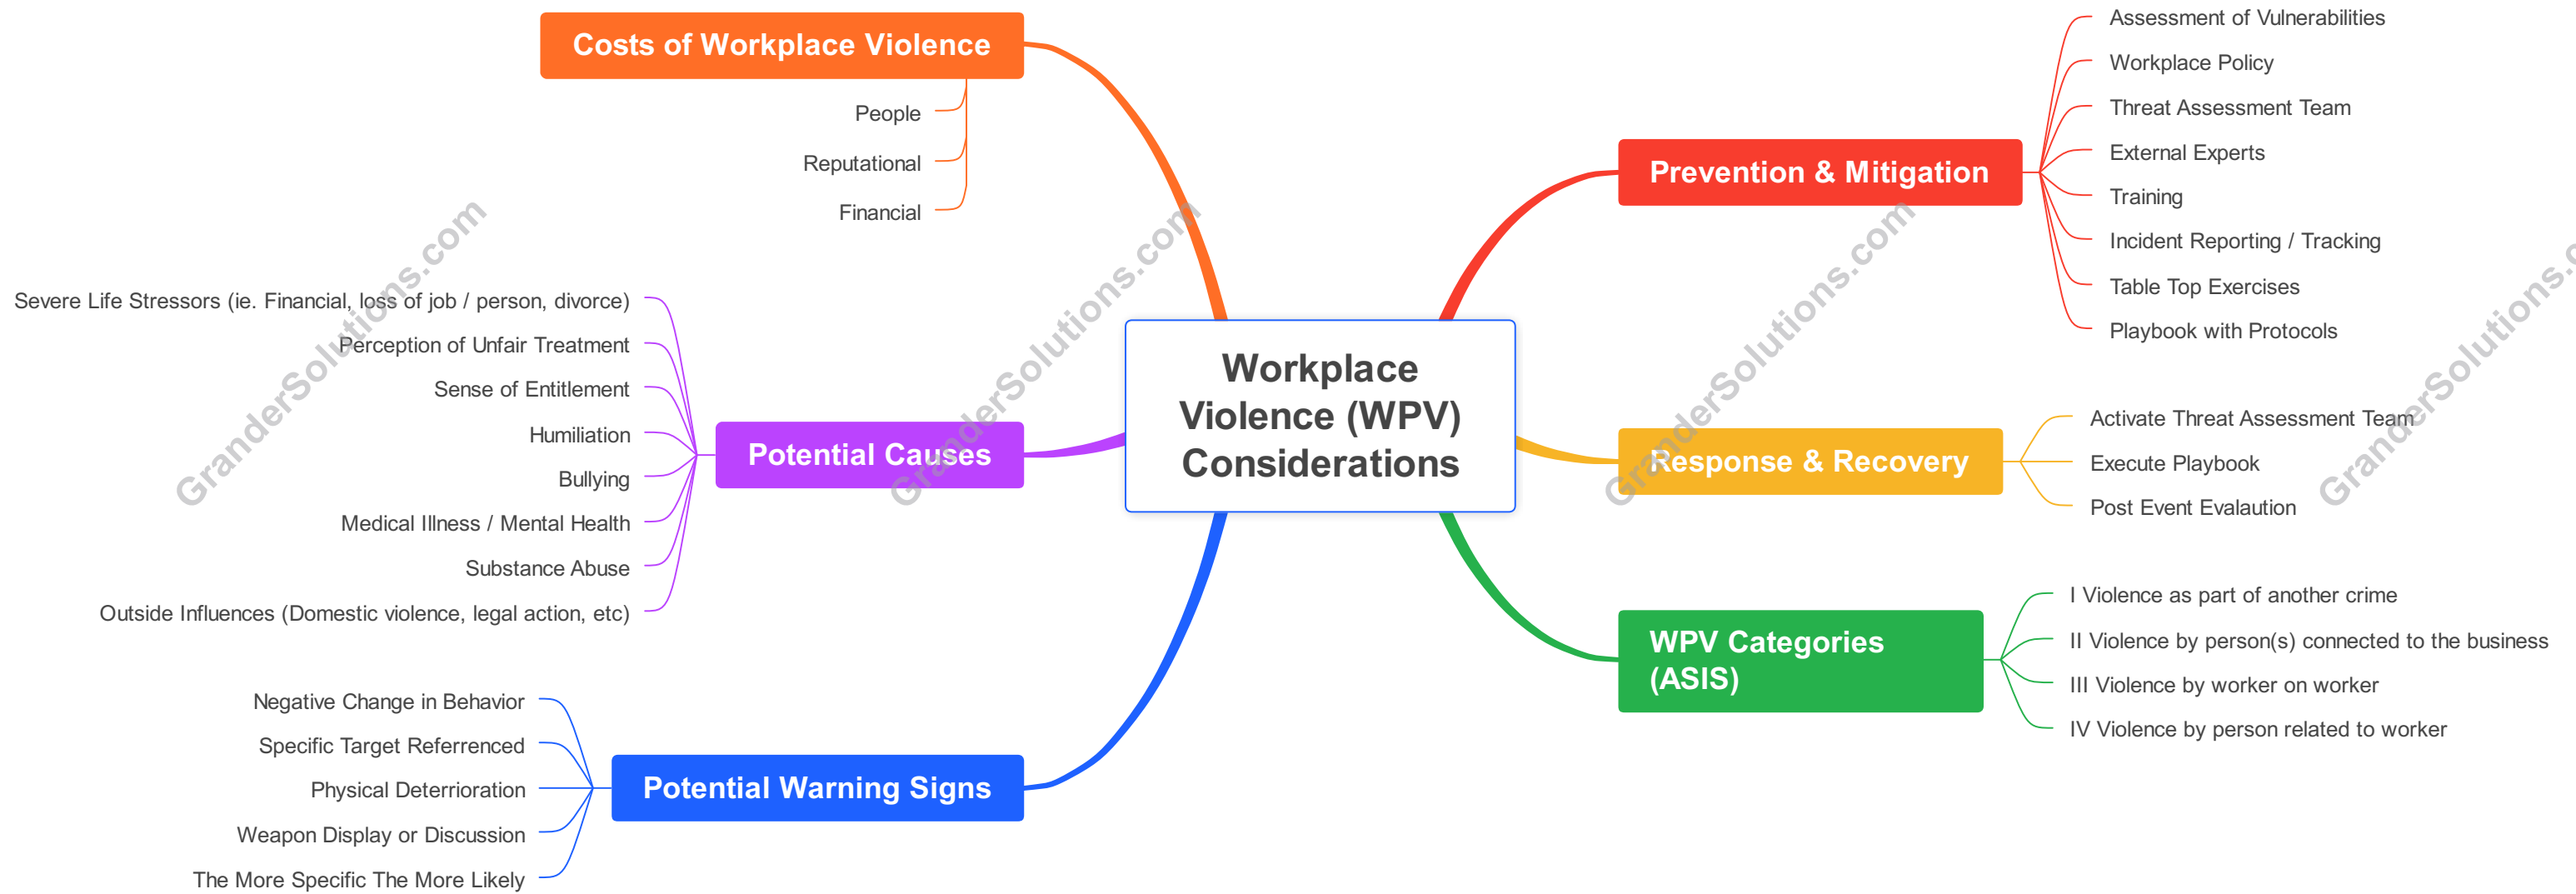 Costs of Workplace Violence
People
Reputational
Financial
Severe Life Stressors (ie. Financial, loss of job / person, divorce)
Perception of Unfair Treatment
Sense of Entitlement
Humiliation
Bullying
Medical Illness / Mental Health
Substance Abuse
Outside Influences (Domestic violence, legal action, etc)
Potential Causes
Negative Change in Behavior
Specific Target Referrenced
Physical Deterrioration
Weapon Display or Discussion
The More Specific The More Likely
Potential Warning Signs
Workplace
Violence (WPV)
Considerations
Prevention & Mitigation
Assessment of Vulnerabilities
Workplace Policy
Threat Assessment Team
External Experts
Training
Incident Reporting / Tracking
Table Top Exercises
Playbook with Protocols
Response & Recovery
Activate Threat Assessment Team
Execute Playbook
Post Event Evalaution
WPV Categories
(ASIS)
I Violence as part of another crime
II Violence by person(s) connected to the business
III Violence by worker on worker
IV Violence by person related to worker
GranderSolutions.com
GranderSolutions.com
GranderSolutions.com
GranderSolutions.c